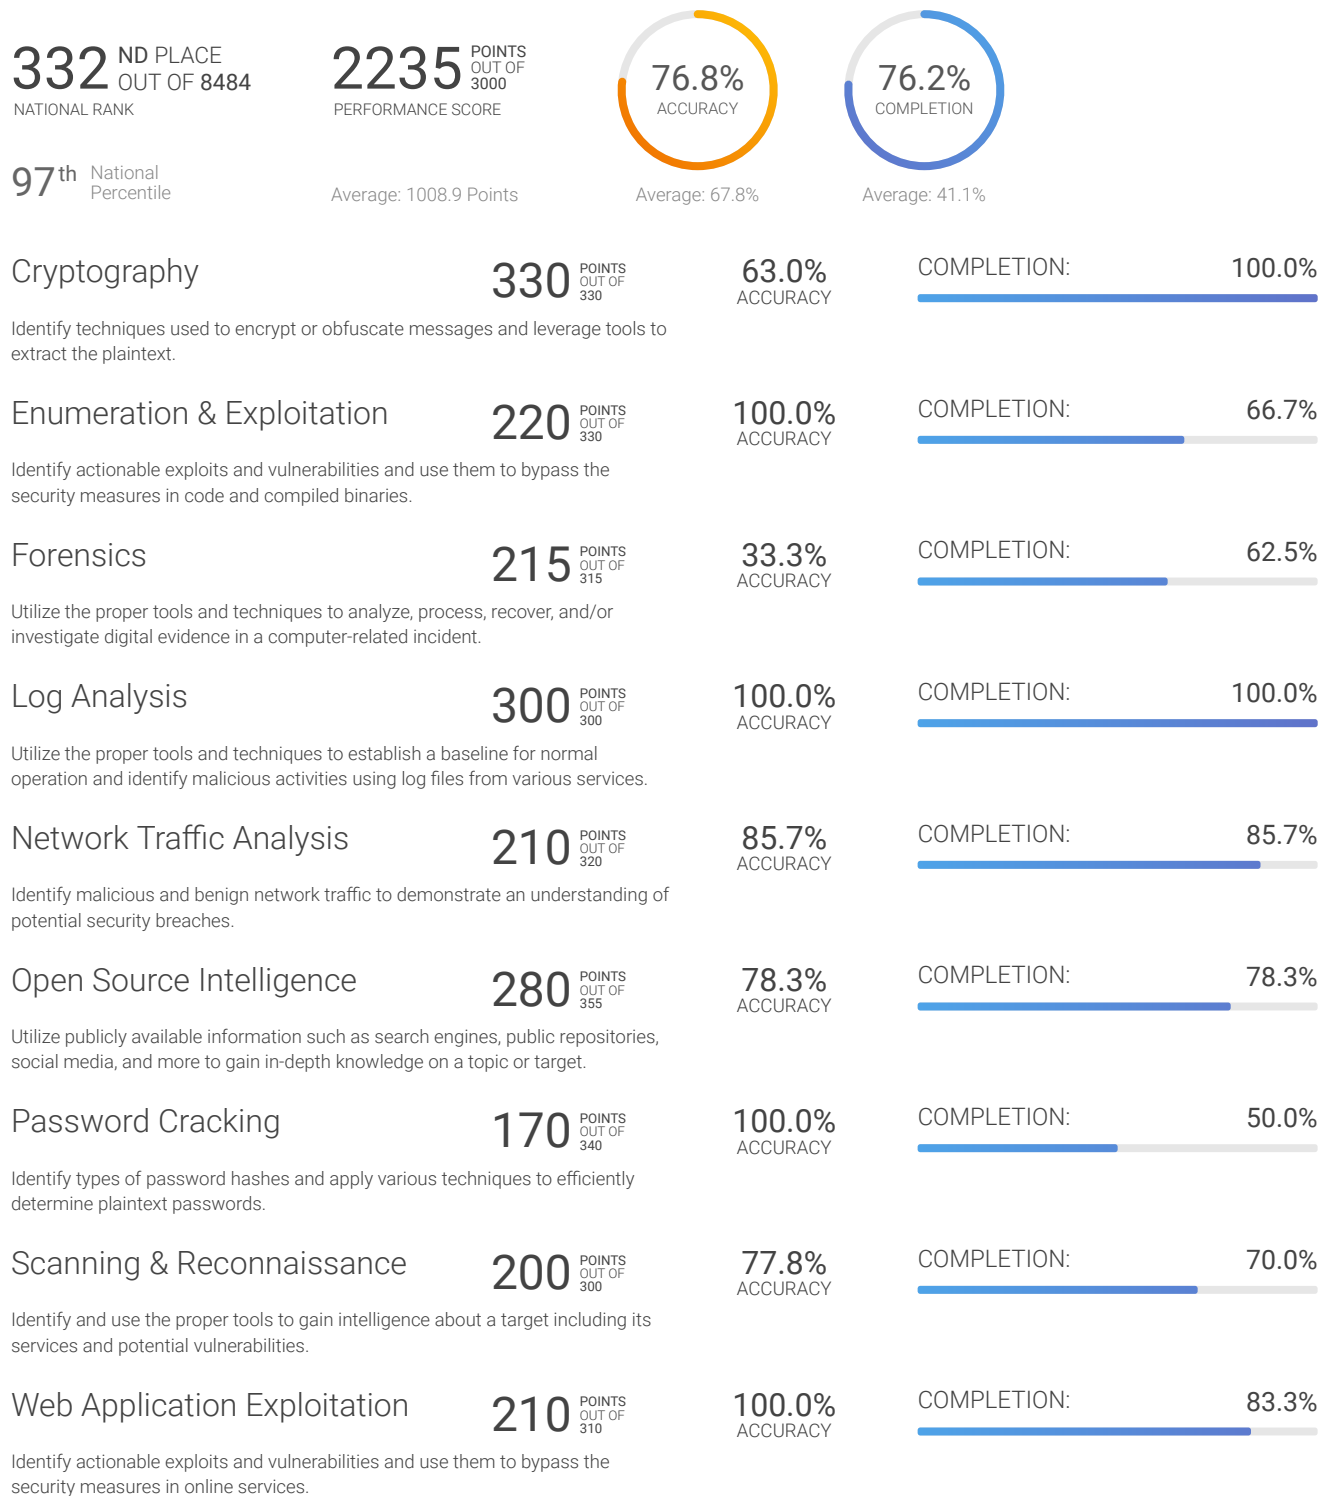 332 ND PLACE
OUT OF 8484
NATIONAL RANK
2235 POINTS
OUT OF
3000
PERFORMANCE SCORE
76.8%
ACCURACY
76.2%
COMPLETION
97th National
Percentile
Average: 1008.9 Points
Average: 67.8%
Average: 41.1%
Cryptography
330 POINTS
OUT OF
330
63.0%
ACCURACY
COMPLETION: 100.0%
Identify techniques used to encrypt or obfuscate messages and leverage tools to
extract the plaintext.
Enumeration & Exploitation
220 POINTS
OUT OF
330
100.0%
ACCURACY
COMPLETION: 66.7%
Identify actionable exploits and vulnerabilities and use them to bypass the
security measures in code and compiled binaries.
Forensics
215 POINTS
OUT OF
315
33.3%
ACCURACY
COMPLETION: 62.5%
Utilize the proper tools and techniques to analyze, process, recover, and/or
investigate digital evidence in a computer-related incident.
Log Analysis
300 POINTS
OUT OF
300
100.0%
ACCURACY
COMPLETION: 100.0%
Utilize the proper tools and techniques to establish a baseline for normal
operation and identify malicious activities using log files from various services.
Network Traffic Analysis
210 POINTS
OUT OF
320
85.7%
ACCURACY
COMPLETION: 85.7%
Identify malicious and benign network traffic to demonstrate an understanding of
potential security breaches.
Open Source Intelligence
280 POINTS
OUT OF
355
78.3%
ACCURACY
COMPLETION: 78.3%
Utilize publicly available information such as search engines, public repositories,
social media, and more to gain in-depth knowledge on a topic or target.
Password Cracking
170 POINTS
OUT OF
340
100.0%
ACCURACY
COMPLETION: 50.0%
Identify types of password hashes and apply various techniques to efficiently
determine plaintext passwords.
Scanning & Reconnaissance
200 POINTS
OUT OF
300
77.8%
ACCURACY
COMPLETION: 70.0%
Identify and use the proper tools to gain intelligence about a target including its
services and potential vulnerabilities.
Web Application Exploitation
210 POINTS
OUT OF
310
100.0%
ACCURACY
COMPLETION: 83.3%
Identify actionable exploits and vulnerabilities and use them to bypass the
security measures in online services.